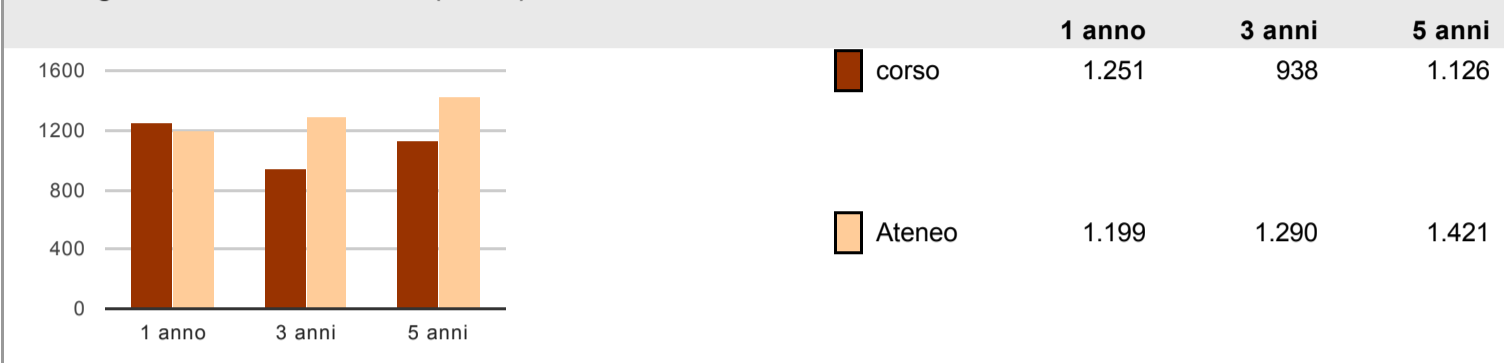 1 anno 3 anni 5 anni
1600
1200
800
400
0
1 anno 3 anni 5 anni
corso 1.251 938 1.126
Ateneo 1.199 1.290 1.421